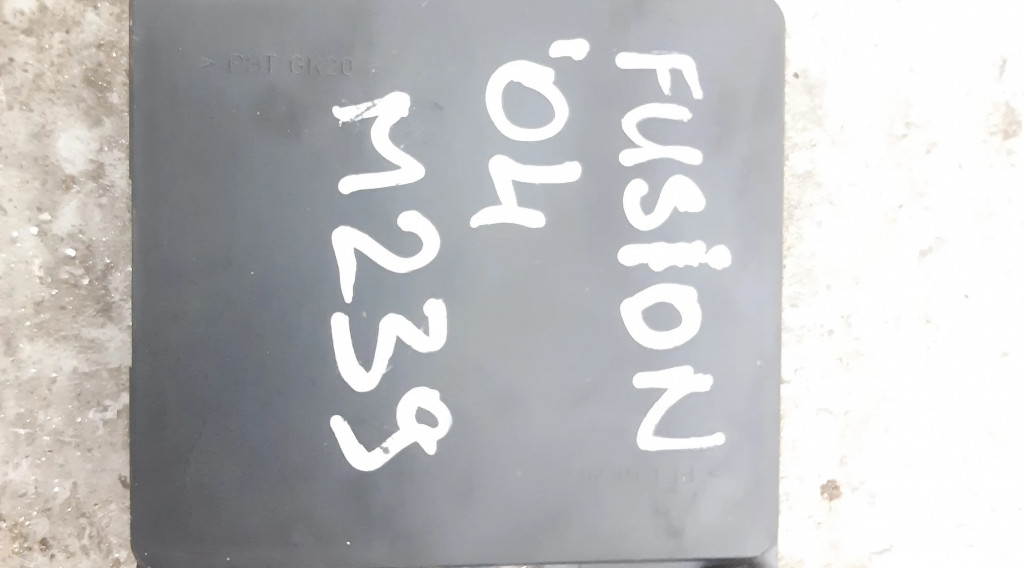 FUSiON
'04
M239
> PBT GK20 <